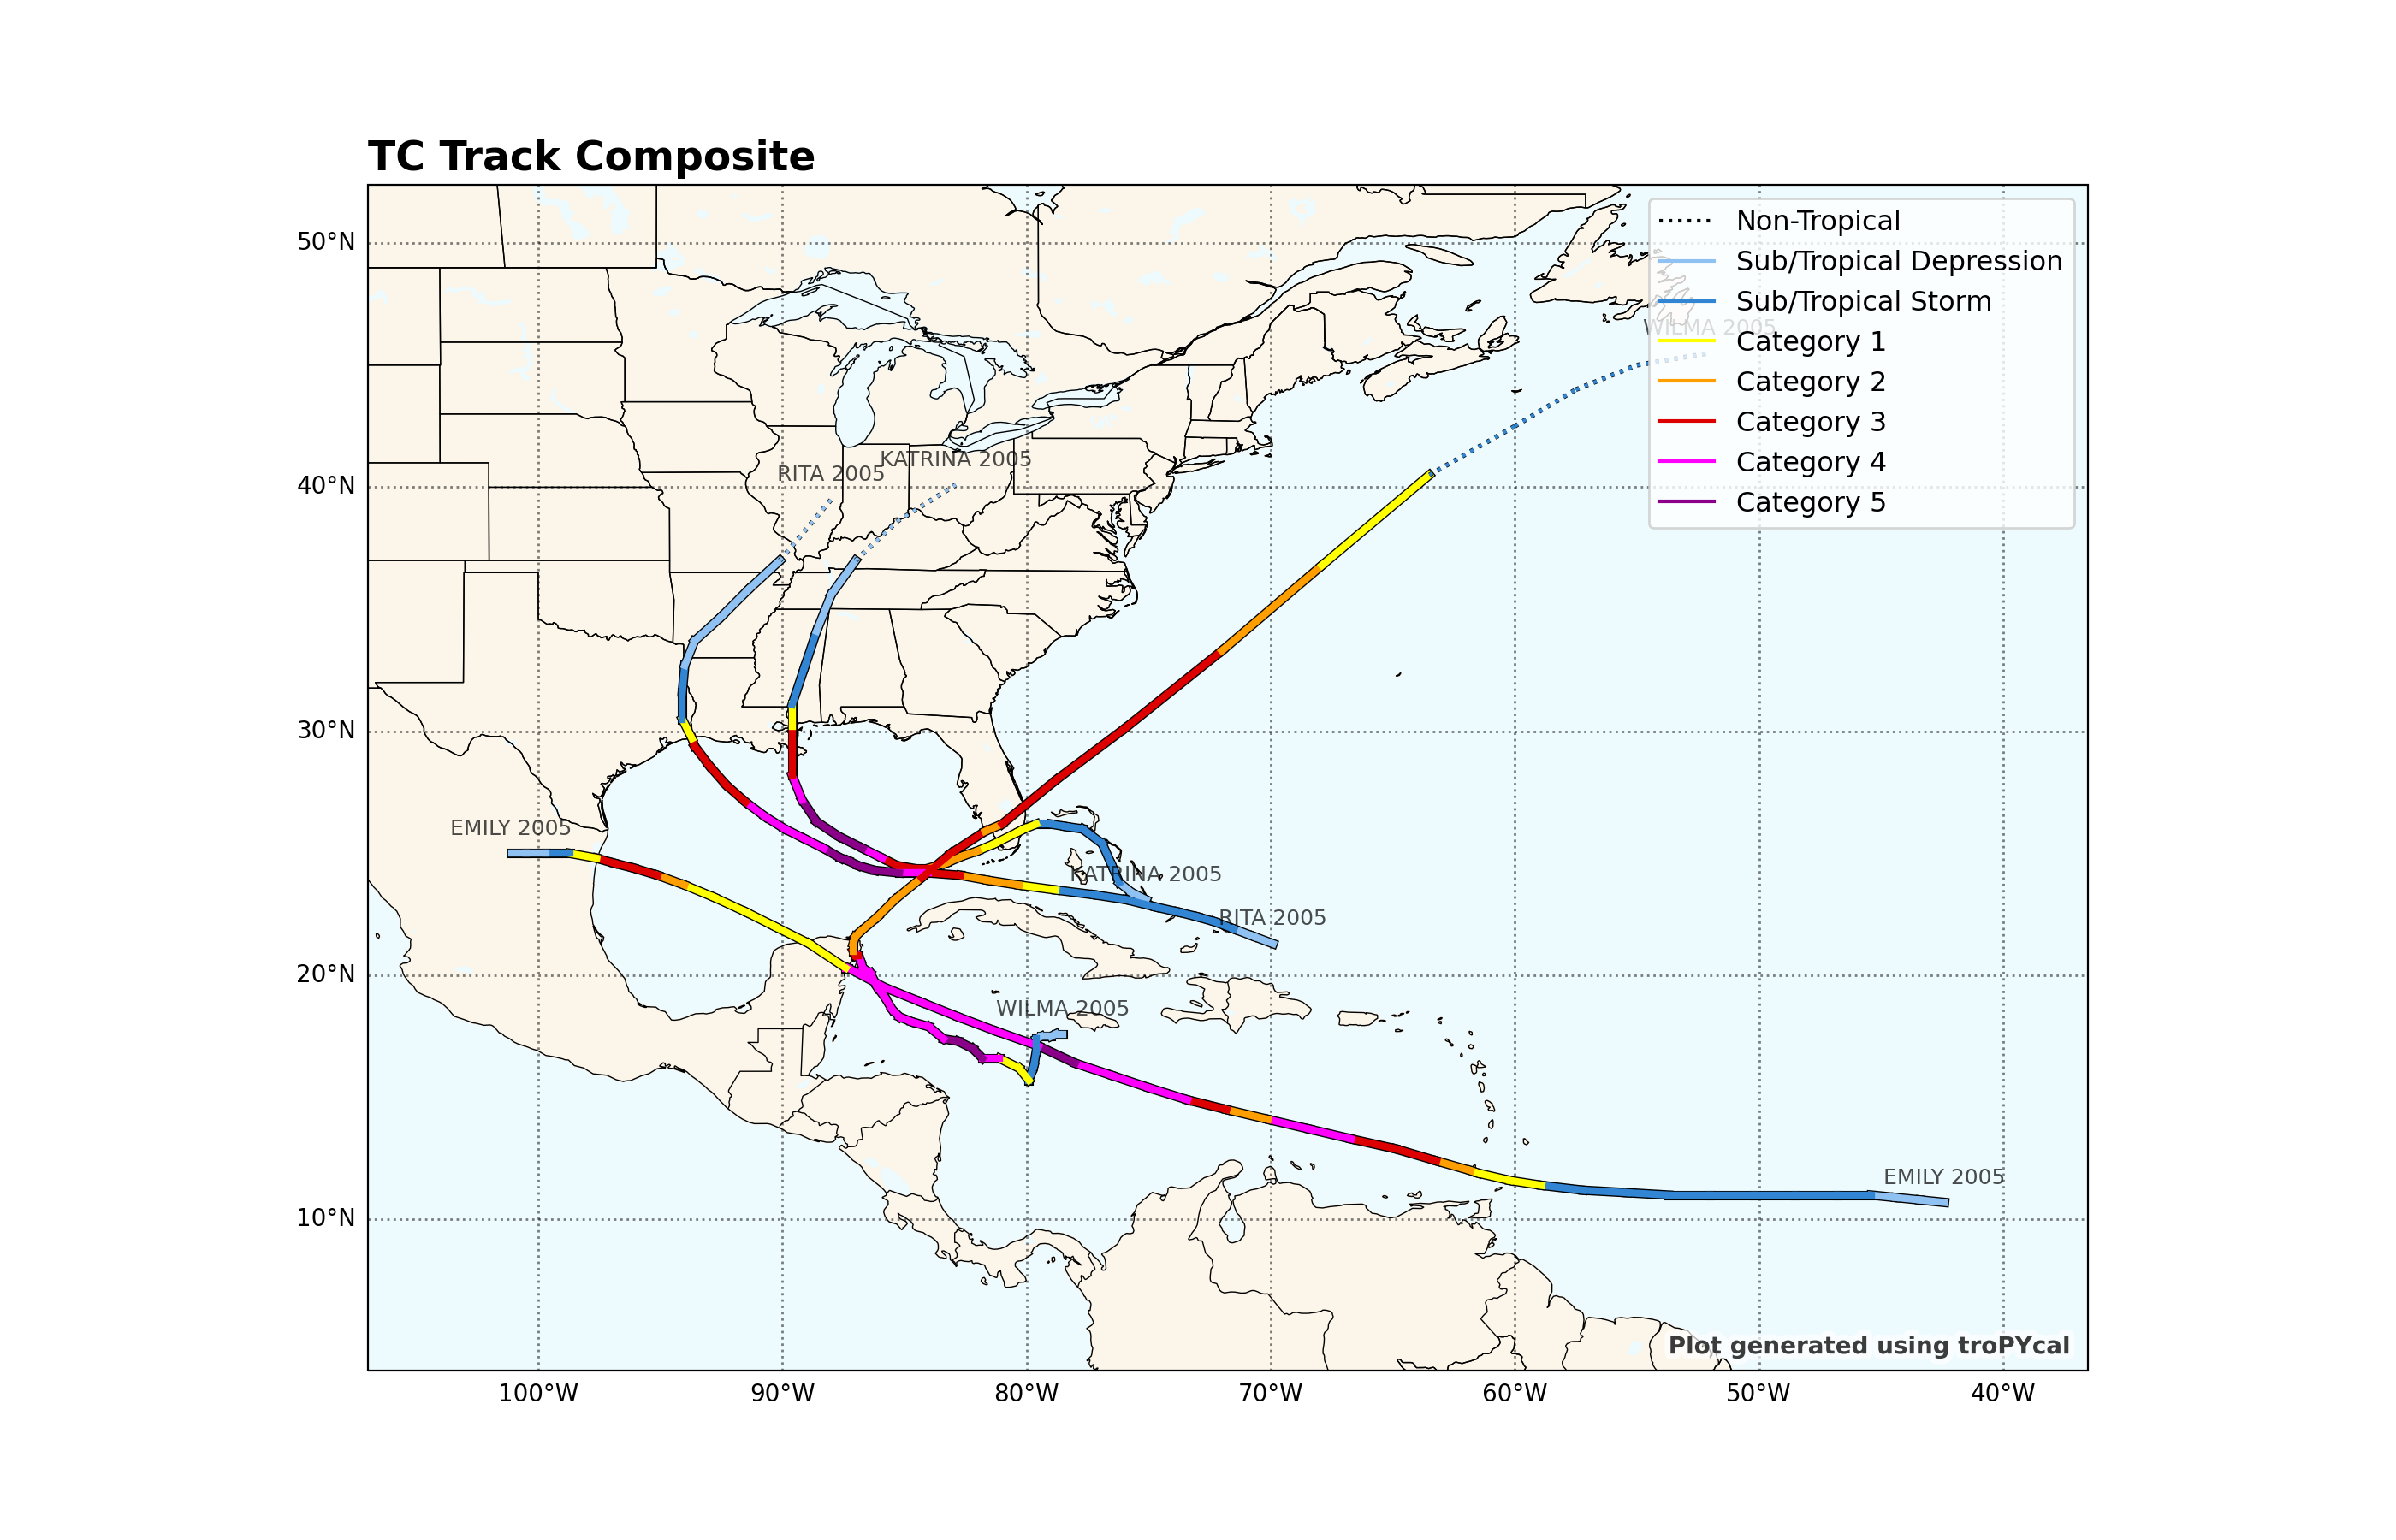 TC Track Composite
50°N
40°N
30°N
20°N
10°N
100°W
90°W
80°W
70°W
60°W
50°W
40°W
Non-Tropical
Sub/Tropical Depression
Sub/Tropical Storm
Category 1
Category 2
Category 3
Category 4
Category 5
WILMA 2005
RITA 2005
KATRINA 2005
EMILY 2005
KATRINA 2005
RITA 2005
WILMA 2005
EMILY 2005
Plot generated using troPYcal